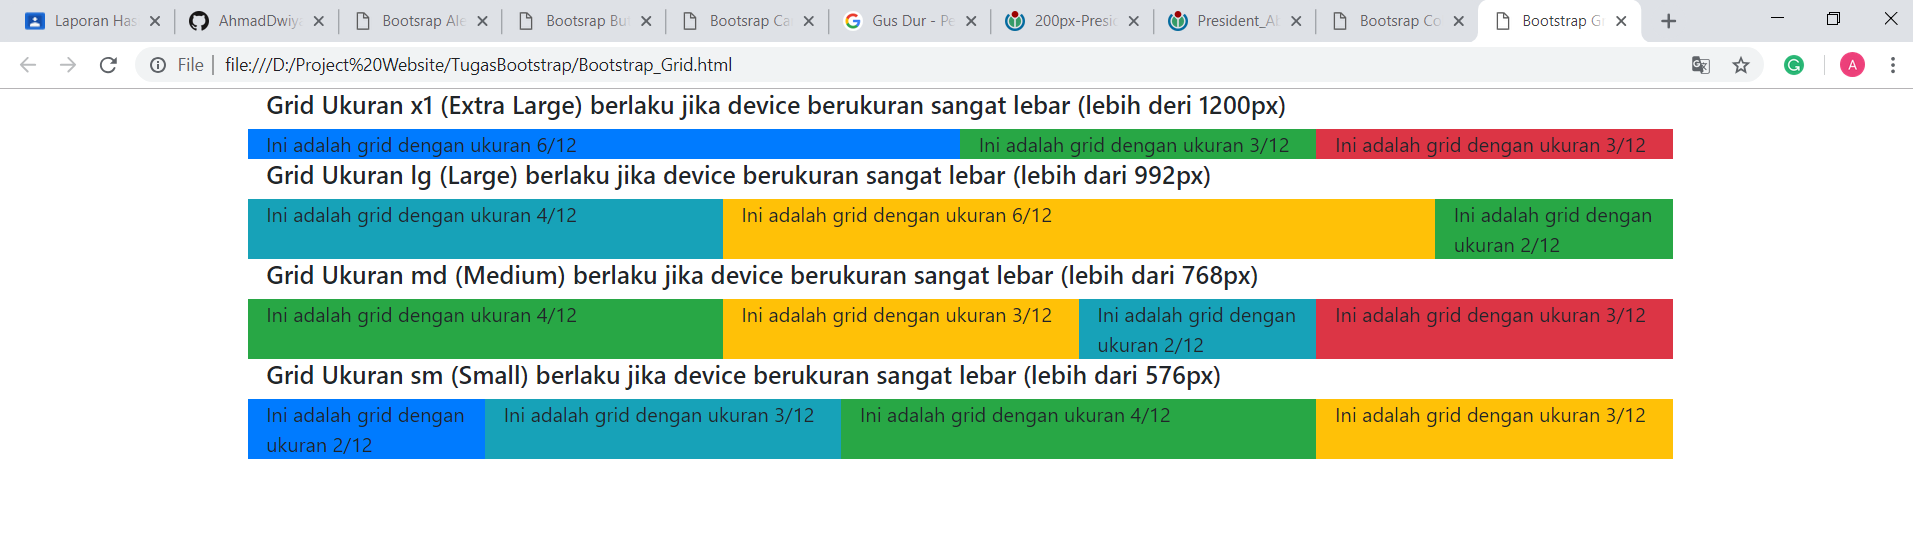 Laporan Has
AhmadDwiya
Bootsrap Ale
Bootsrap Bu
Bootsrap Ca
Gus Dur - Pe
200px-Presid
President_Ab
Bootsrap Co
Bootstrap G
File
file:///D:/Project%20Website/TugasBootstrap/Bootstrap_Grid.html
A
Grid Ukuran x1 (Extra Large) berlaku jika device berukuran sangat lebar (lebih deri 1200px)
Ini adalah grid dengan ukuran 6/12
Ini adalah grid dengan ukuran 3/12
Ini adalah grid dengan ukuran 3/12
Grid Ukuran lg (Large) berlaku jika device berukuran sangat lebar (lebih dari 992px)
Ini adalah grid dengan ukuran 4/12
Ini adalah grid dengan ukuran 6/12
Ini adalah grid dengan
ukuran 2/12
Grid Ukuran md (Medium) berlaku jika device berukuran sangat lebar (lebih dari 768px)
Ini adalah grid dengan ukuran 4/12
Ini adalah grid dengan ukuran 3/12
Ini adalah grid dengan
ukuran 2/12
Ini adalah grid dengan ukuran 3/12
Grid Ukuran sm (Small) berlaku jika device berukuran sangat lebar (lebih dari 576px)
Ini adalah grid dengan
ukuran 2/12
Ini adalah grid dengan ukuran 3/12
Ini adalah grid dengan ukuran 4/12
Ini adalah grid dengan ukuran 3/12